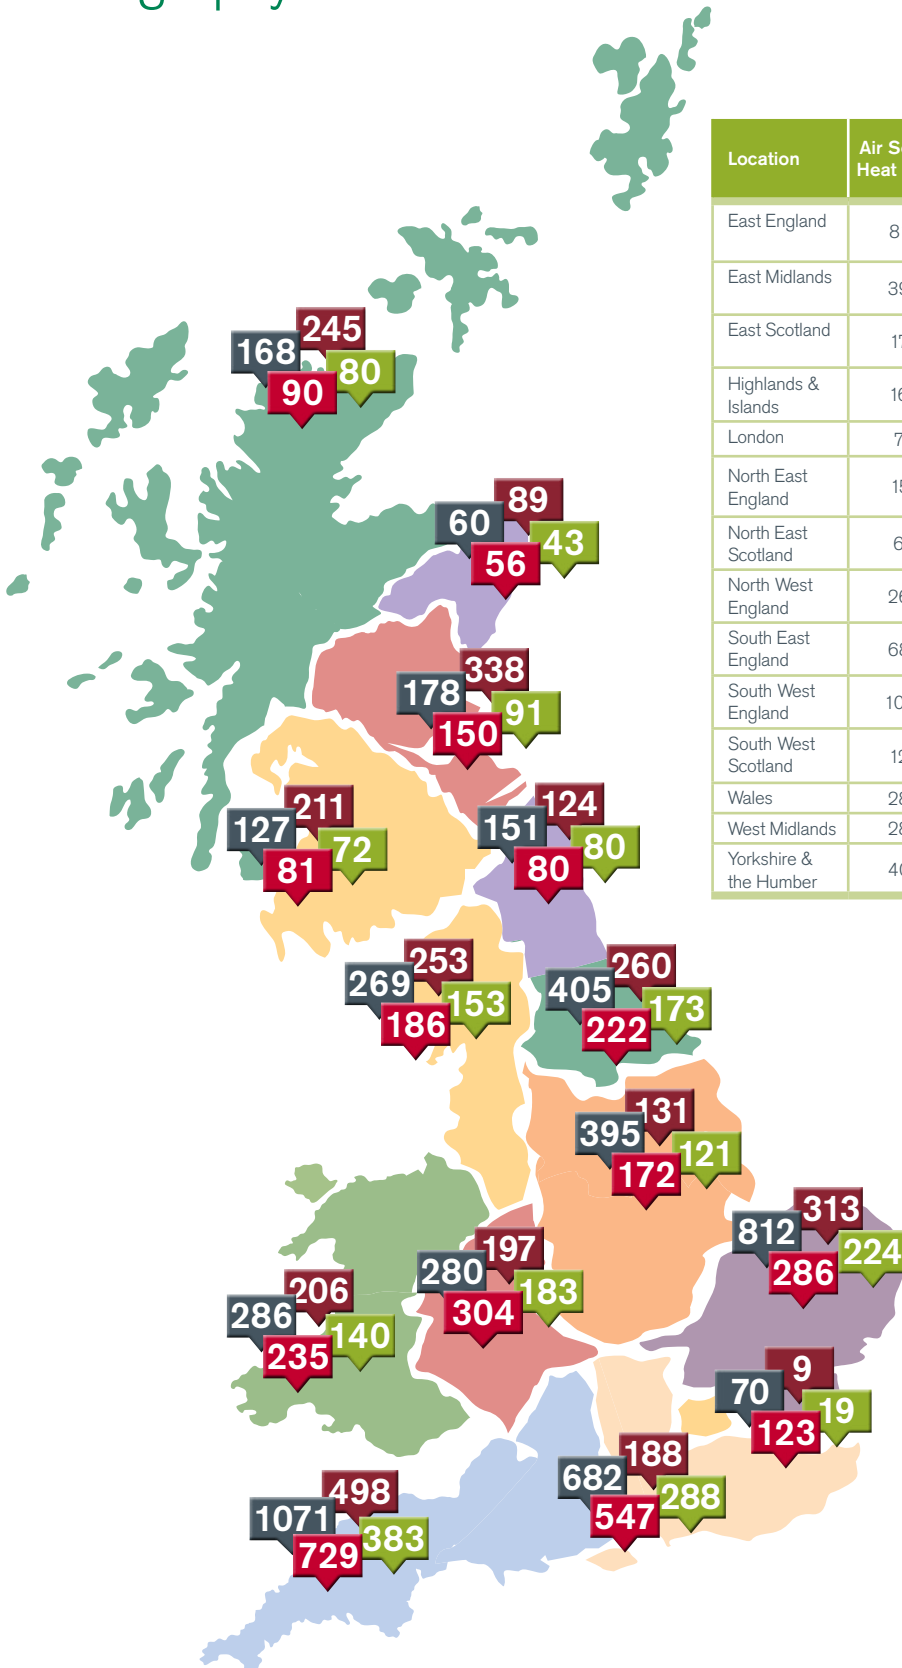 245
168
80
90
89
60
43
56
338
178
91
150
211
127
72
81
124
151
80
80
253
269
153
186
260
405
173
222
131
395
121
172
313
812
224
286
197
280
183
304
206
286
140
235
9
70
19
123
188
682
288
547
498
1071
383
729
Location
Air
Heat
East England
8
East Midlands
39
East Scotland
17
Highlands &
Islands
16
London
7
North East
England
15
North East
Scotland
6
North West
England
26
South East
England
68
South West
England
10
South West
Scotland
12
Wales
28
West Midlands
28
Yorkshire &
the Humber
40